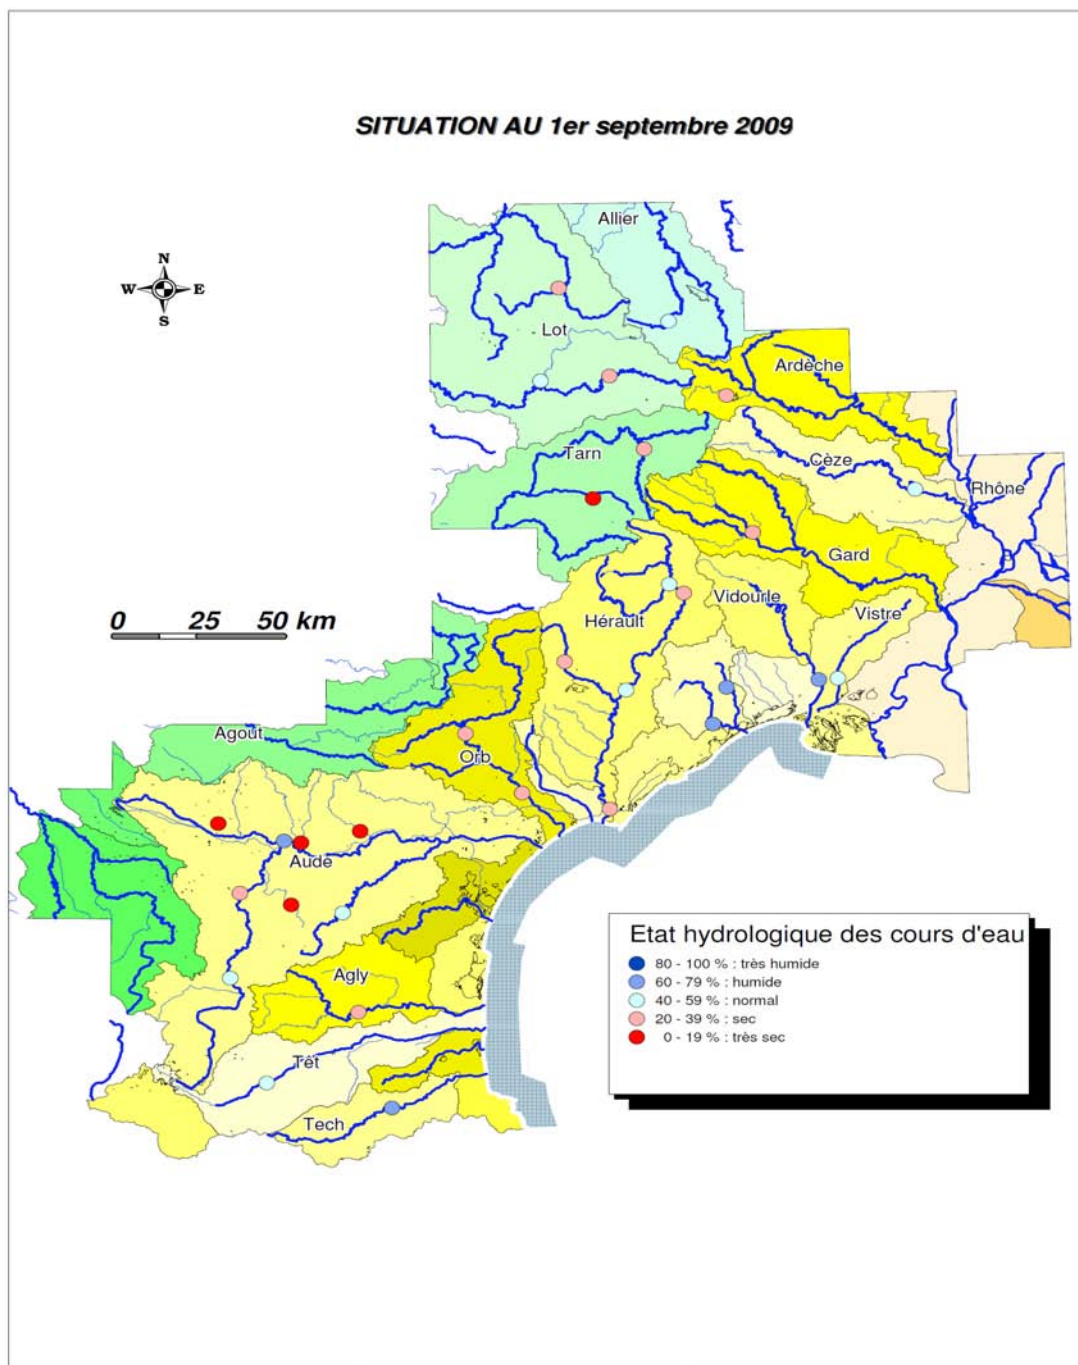 SITUATION AU 1er septembre 2009
Allier
N
W E
S
Lot
Ardèche
Tarn
Cèze
Rhône
Gard
0 25 50 km
Hérault
Vidourle
Vistre
Agout
Orb
Aude
Etat hydrologique des cours d'eau
80 - 100 % : très humide
60 - 79 % : humide
40 - 59 % : normal
20 - 39 % : sec
0 - 19 % : très sec
Agly
Têt
Tech